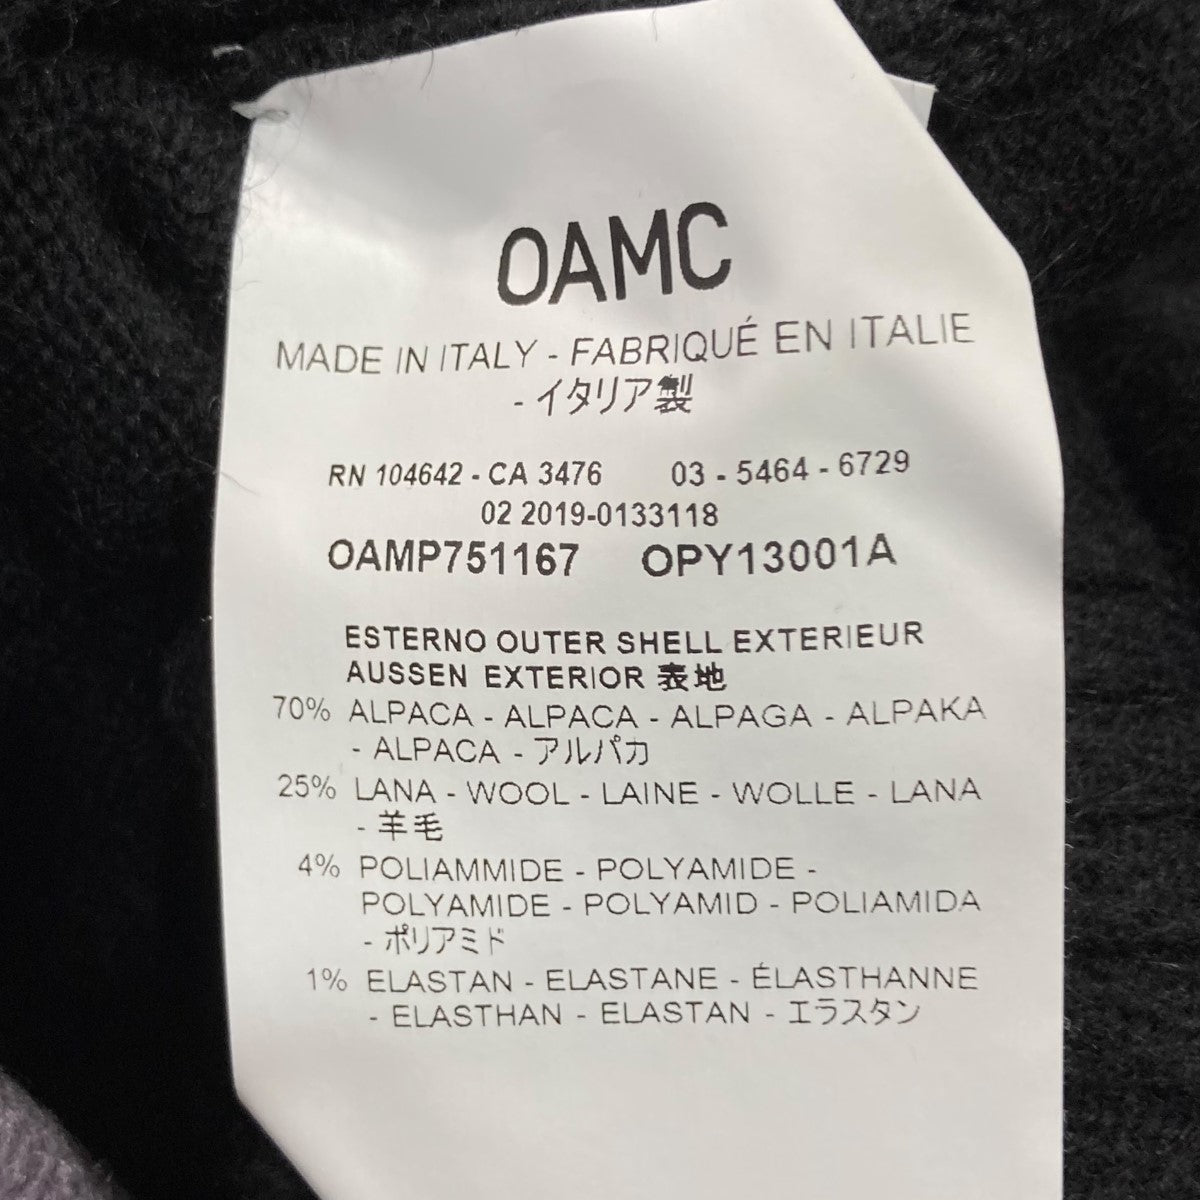 OAMC
MADE IN ITALY - FABRIQUÉ EN ITALIE
- イタリア製
RN 104642 - CA 3476 03 - 5464 - 6729
02 2019-0133118
OAMP751167 OPY13001A
ESTERNO OUTER SHELL EXTERIEUR
AUSSEN EXTERIOR 表地
70% ALPACA - ALPACA - ALPAGA - ALPAKA
- ALPACA - アルパカ
25% LANA - WOOL - LAINE - WOLLE - LANA
- 羊毛
4% POLIAMMIDE - POLYAMIDE -
POLYAMIDE - POLYAMID - POLIAMIDA
- ポリアミド
1% ELASTAN - ELASTANE - ÉLASTHANNE
- ELASTHAN - ELASTAN - エラスタン